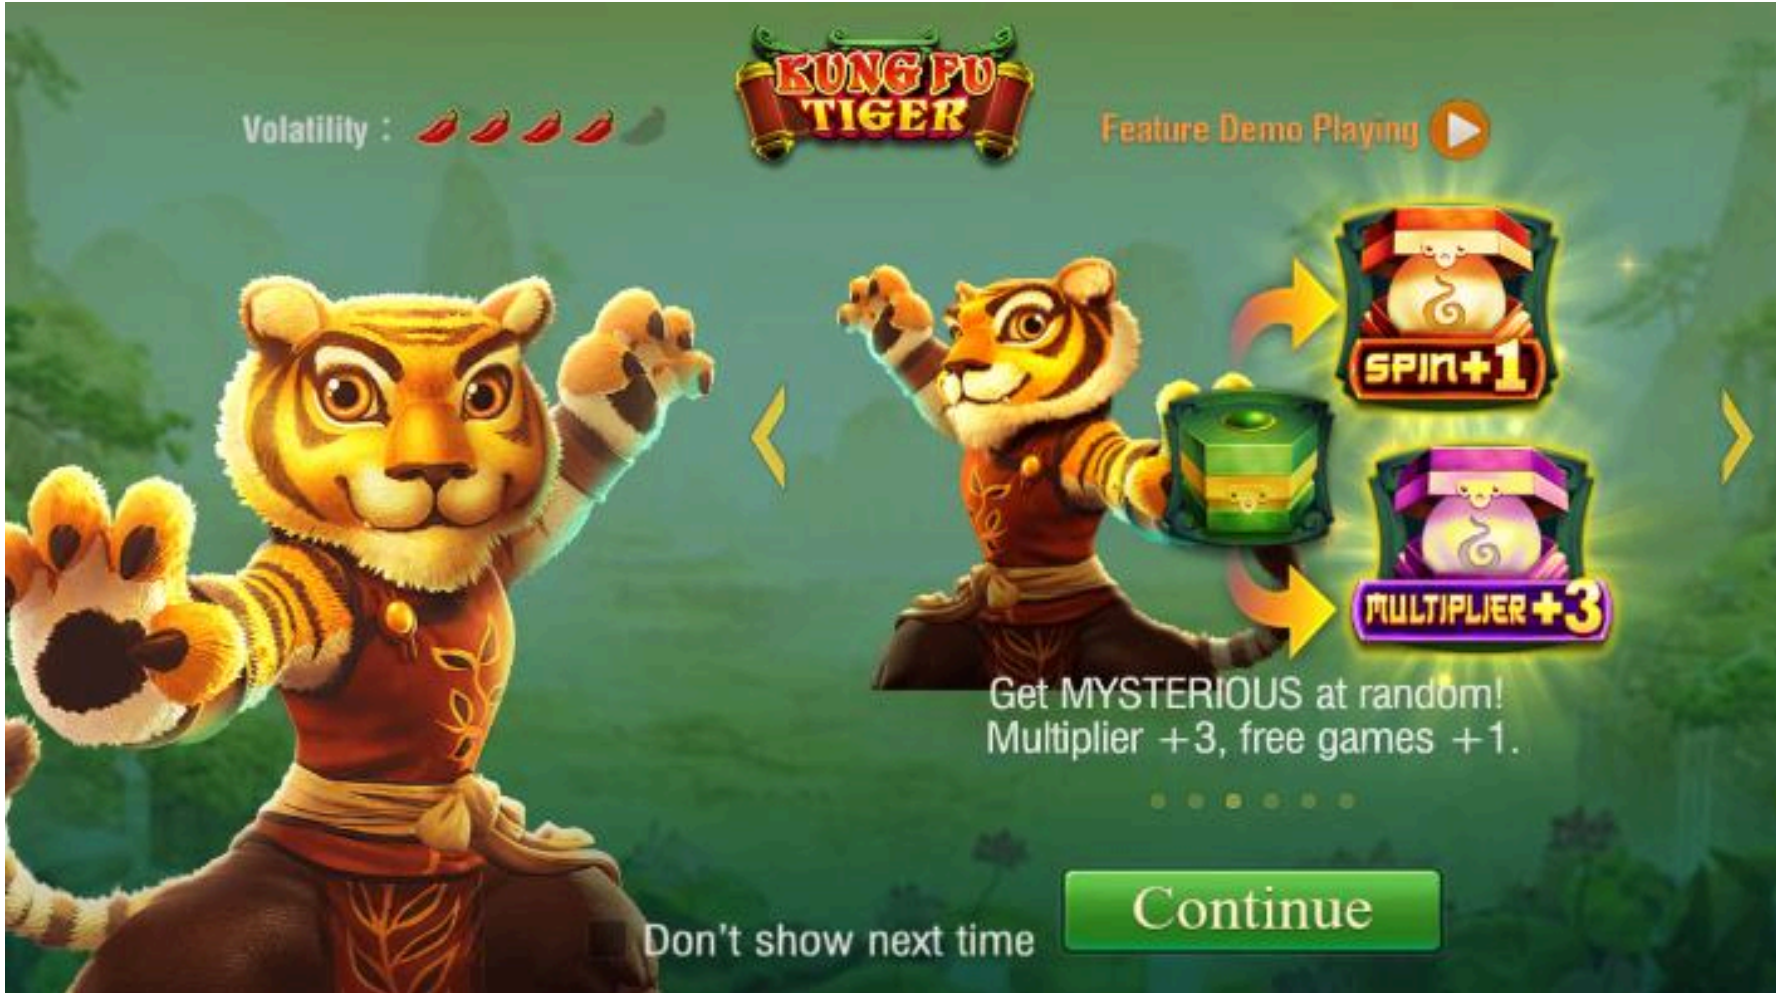 KUNG FU
TIGER
Volatility :
Feature Demo Playing
SPIN+1
MULTIPLIER+3
Get MYSTERIOUS at random!
Multiplier +3, free games +1.
Don't show next time
Continue